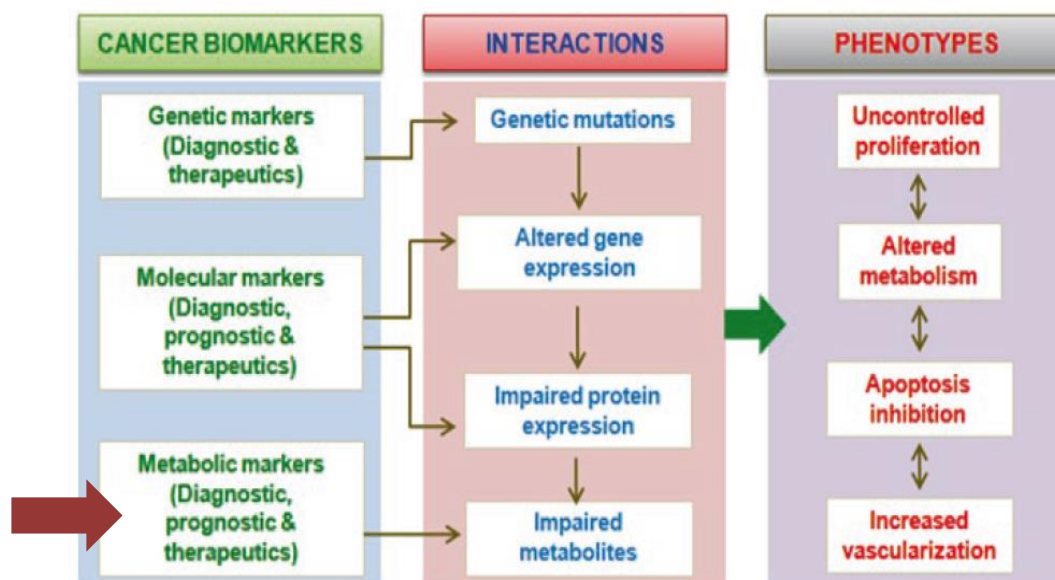 CANCER BIOMARKERS
Genetic markers
(Diagnostic &
therapeutics)
Molecular markers
(Diagnostic,
prognostic &
therapeutics)
Metabolic markers
(Diagnostic,
prognostic &
therapeutics)
INTERACTIONS
Genetic mutations
Altered gene
expression
Impaired protein
expression
Impaired
metabolites
PHENOTYPES
Uncontrolled
proliferation
Altered
metabolism
Apoptosis
inhibition
Increased
vascularization